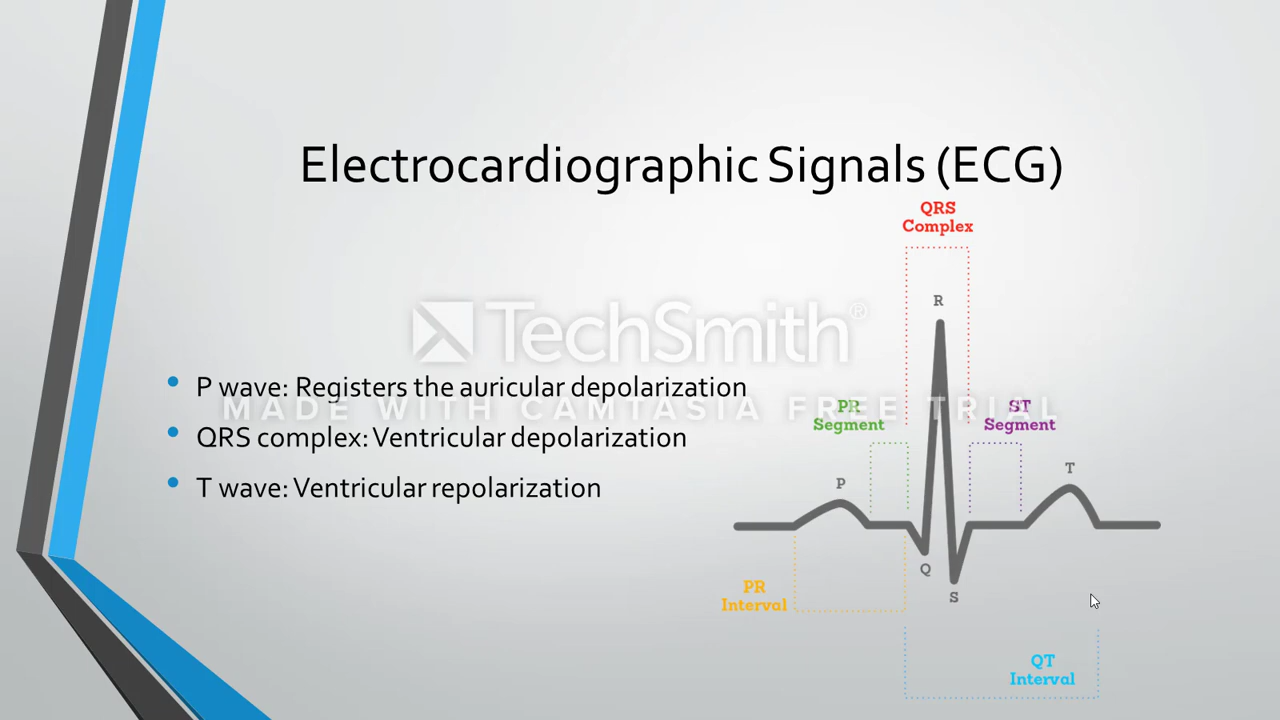 Electrocardiographic Signals (ECG)
QRS
Complex
R
TechSmith®
P wave: Registers the auricular depolarization
MADE WITH CAMTASIA FREE TRIAL
QRS complex: Ventricular depolarization
T wave: Ventricular repolarization
PR
Segment
ST
Segment
P
T
Q
S
PR
Interval
QT
Interval